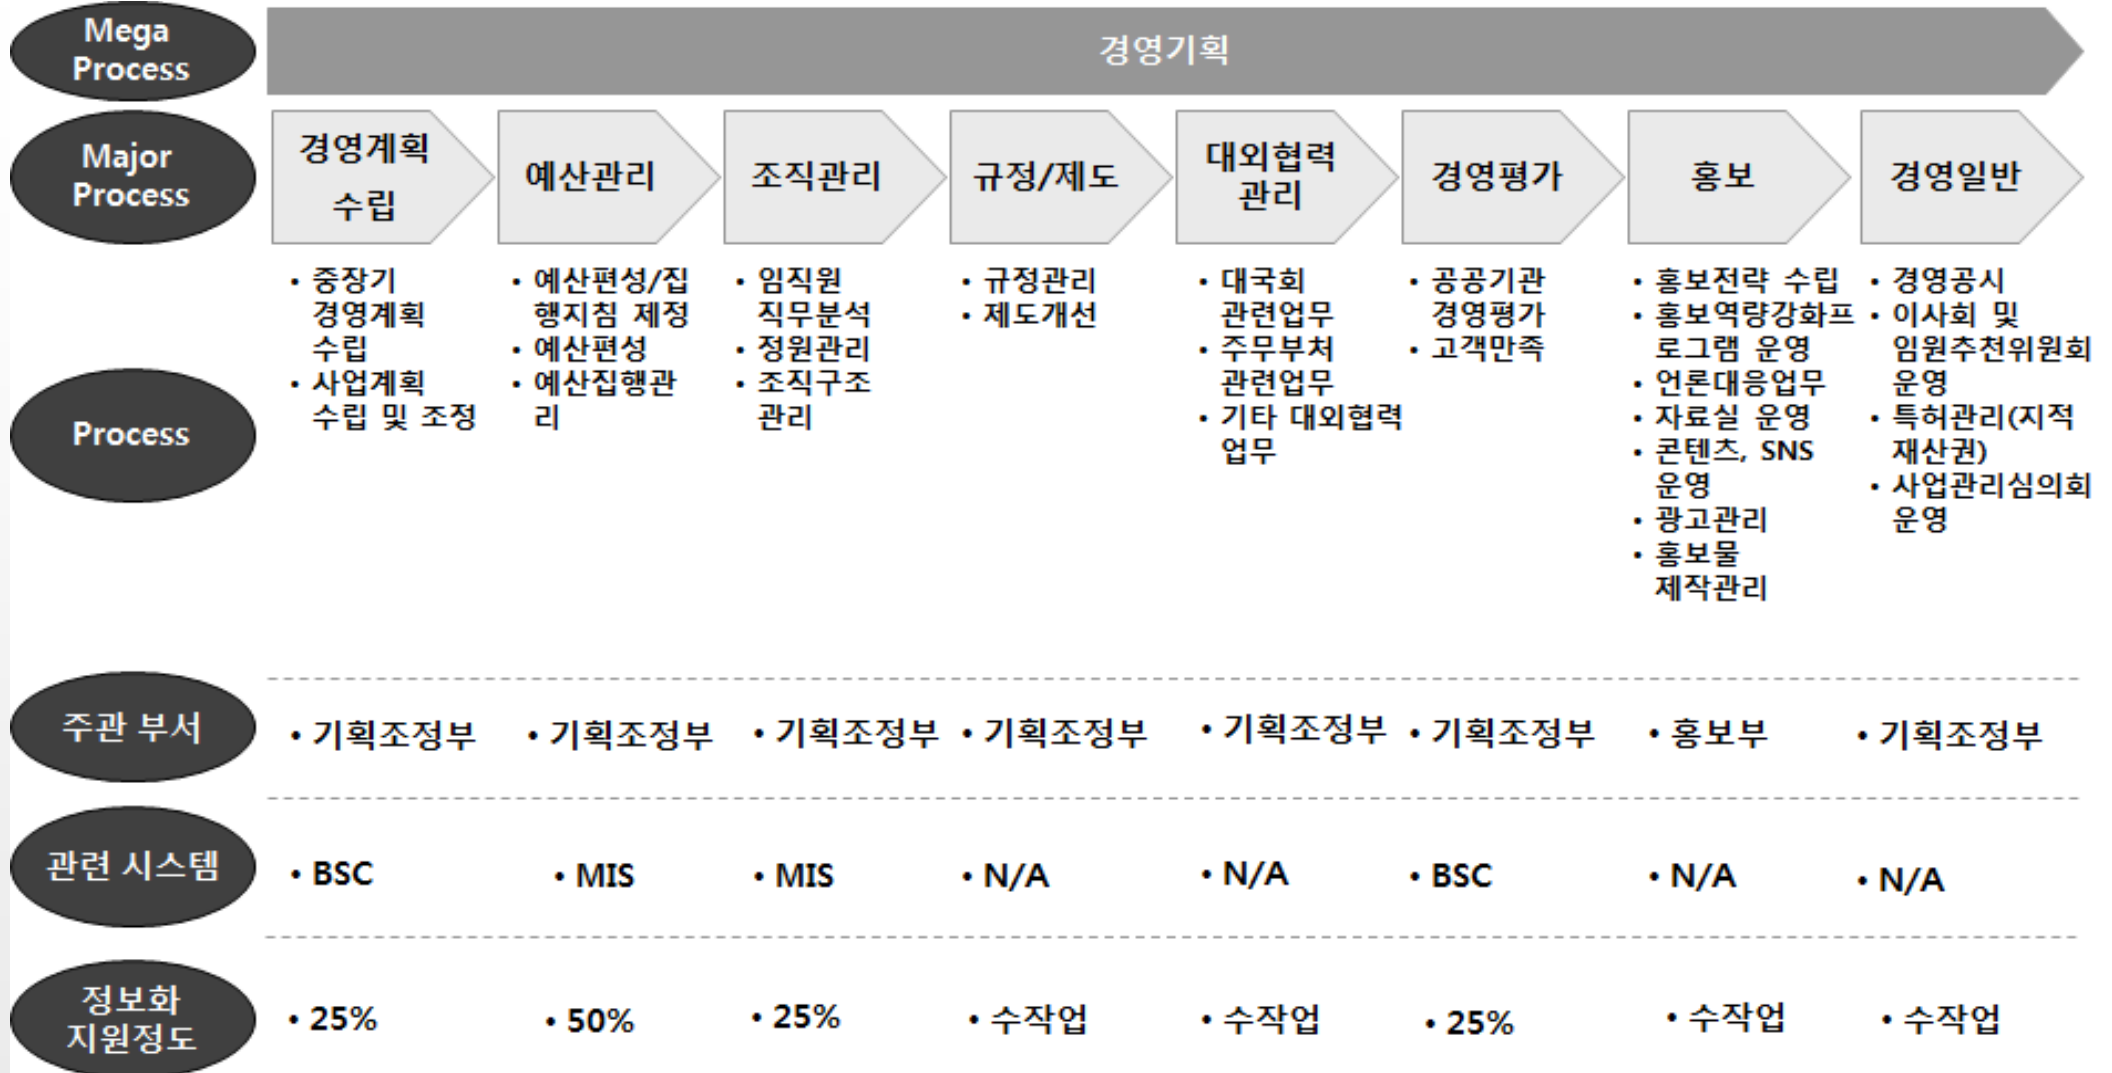 Mega
Process
경영기획
Major
Process
경영계획
수립
예산관리
조직관리
규정/제도
대외협력
관리
경영평가
홍보
경영일반
Process
• 중장기
경영계획
수립
• 사업계획
수립 및 조정
• 예산편성/집
행지침 제정
• 예산편성
• 예산집행관
리
• 임직원
직무분석
• 정원관리
• 조직구조
관리
• 규정관리
• 제도개선
• 대국회
관련업무
• 주무부처
관련업무
• 기타 대외협력
업무
• 공공기관
경영평가
• 고객만족
• 홍보전략 수립
• 홍보역량강화프
로그램 운영
• 언론대응업무
• 자료실 운영
• 콘텐츠, SNS
운영
• 광고관리
• 홍보물
제작관리
• 경영공시
• 이사회 및
임원추천위원회
운영
• 특허관리(지적
재산권)
• 사업관리심의회
운영
주관 부서
• 기획조정부
• 기획조정부
• 기획조정부
• 기획조정부
• 기획조정부
• 기획조정부
• 홍보부
• 기획조정부
관련 시스템
• BSC
• MIS
• MIS
• N/A
• N/A
• BSC
• N/A
• N/A
정보화
지원정도
• 25%
• 50%
• 25%
• 수작업
• 수작업
• 25%
• 수작업
• 수작업